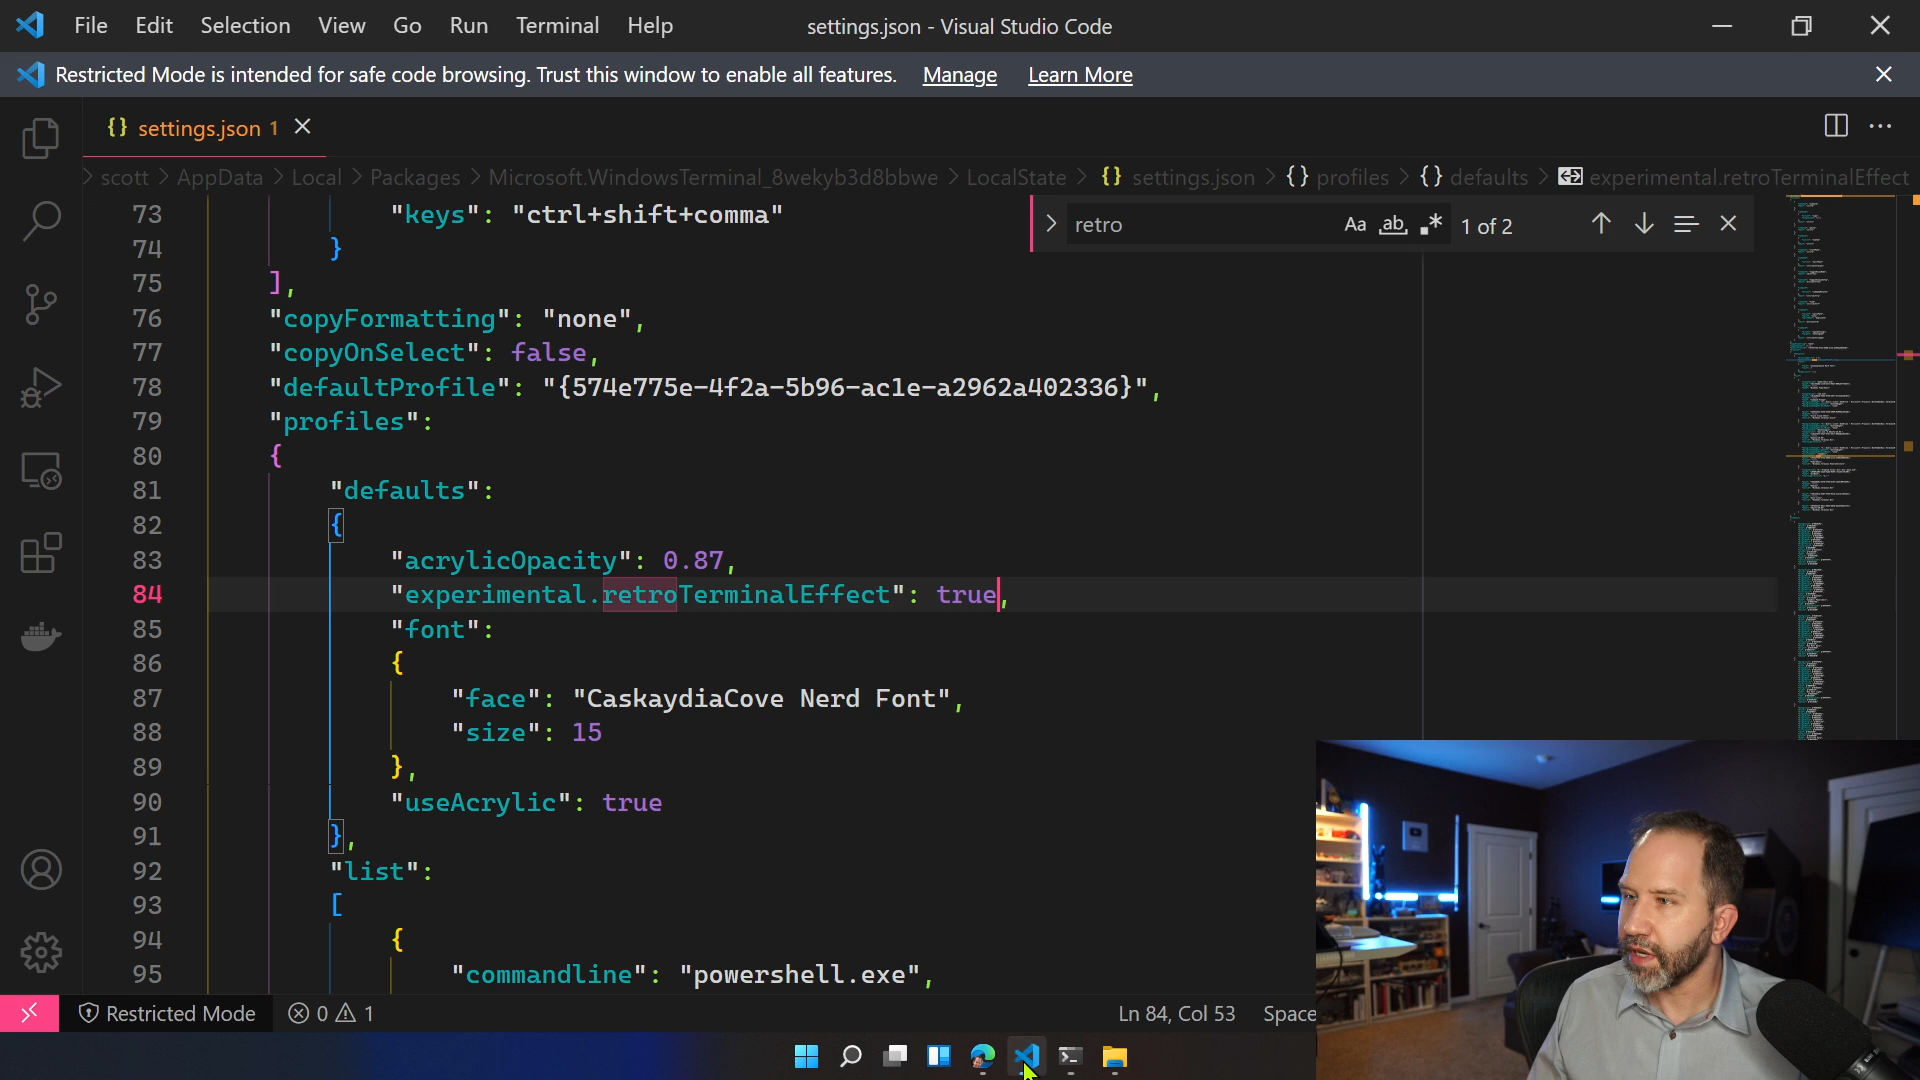 File Edit Selection View Go Run Terminal Help settings.json - Visual Studio Code
Restricted Mode is intended for safe code browsing. Trust this window to enable all features. Manage Learn More
{} settings.json 1
> scott > AppData > Local > Packages > Microsoft.WindowsTerminal_8wekyb3d8bbwe > LocalState > {} settings.json > {} profiles > {} defaults > experimental.retroTerminalEffect
> retro Aa ab .* 1 of 2
73 "keys": "ctrl+shift+comma"
74 }
75 ],
76 "copyFormatting": "none",
77 "copyOnSelect": false,
78 "defaultProfile": "{574e775e-4f2a-5b96-ac1e-a2962a402336}",
79 "profiles":
80 {
81 "defaults":
82 {
83 "acrylicOpacity": 0.87,
84 "experimental.retroTerminalEffect": true,
85 "font":
86 {
87 "face": "CaskaydiaCove Nerd Font",
88 "size": 15
89 },
90 "useAcrylic": true
91 },
92 "list":
93 [
94 {
95 "commandline": "powershell.exe",
Restricted Mode 0 1 Ln 84, Col 53 Space